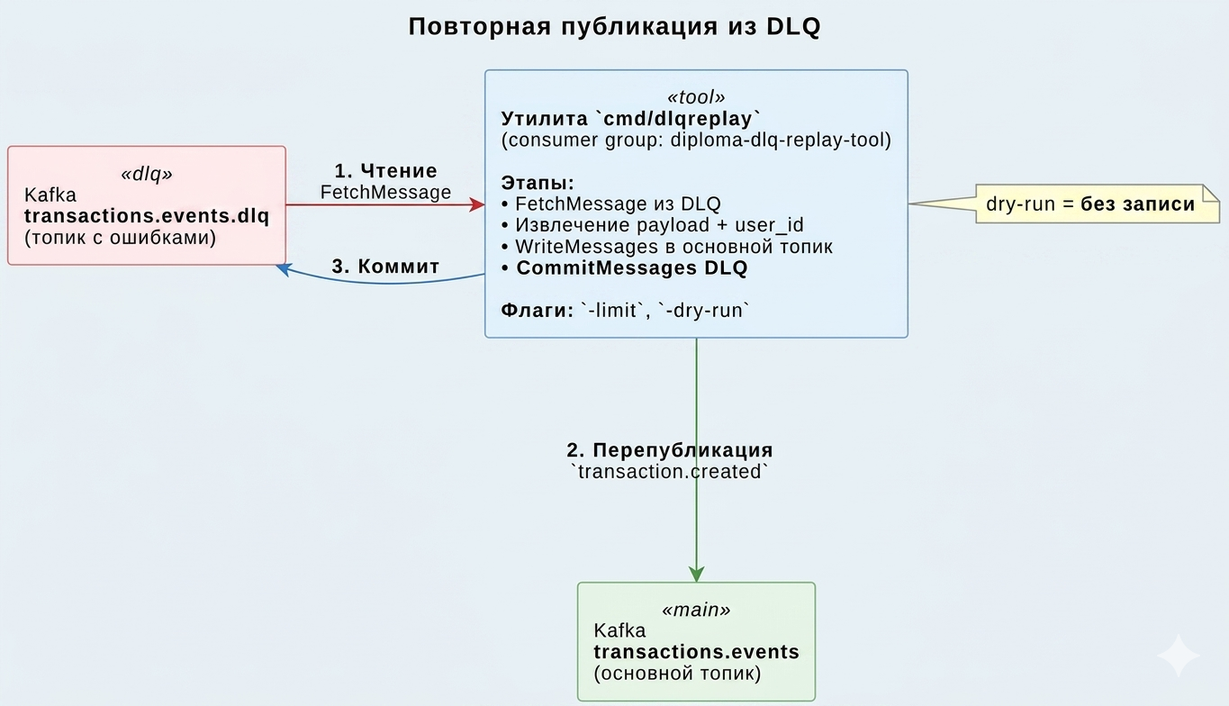 Повторная публикация из DLQ
«dlq»
Kafka
transactions.events.dlq
(топик с ошибками)
1. Чтение
FetchMessage
3. Коммит
«tool»
Утилита `cmd/dlqreplay`
(consumer group: diploma-dlq-replay-tool)
Этапы:
• FetchMessage из DLQ
• Извлечение payload + user_id
• WriteMessages в основной топик
• CommitMessages DLQ
Флаги: `-limit`, `-dry-run`
dry-run = без записи
2. Перепубликация
`transaction.created`
«main»
Kafka
transactions.events
(основной топик)